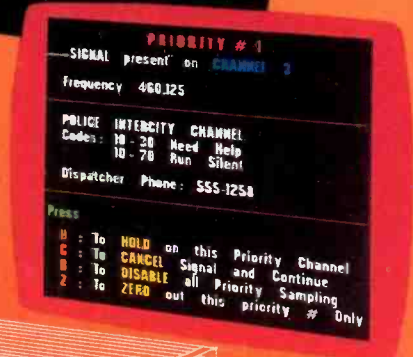 PRIORITY # 1
SIGNAL present on CHANNEL 3
Frequency 460.125
POLICE INTERCITY CHANNEL
Codes: 10 - 30 Need Help
10 - 70 Run Silent
Dispatcher Phone: 555-1258
Press
H : To HOLD on this Priority Channel
C : To CANCEL Signal and Continue
: To DISABLE all Priority Sampling
Z : To ZERO out this priority # Only